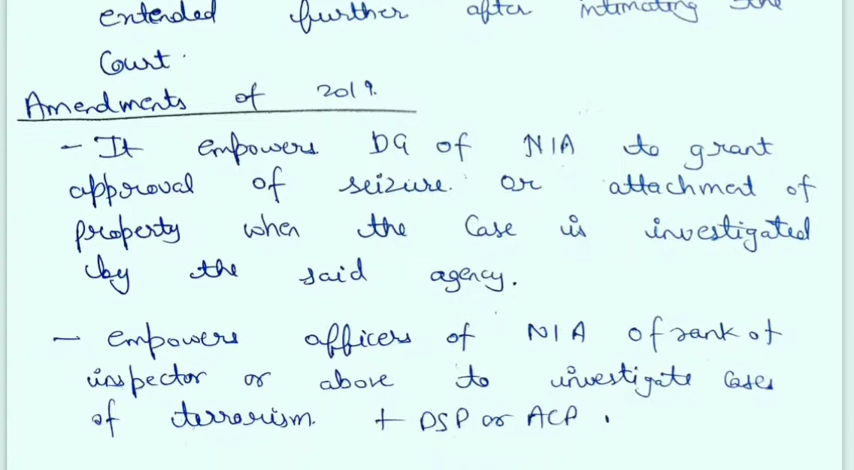 extended further after intimating the
Court.
Amendments of 2019.
- It empowers DG of NIA to grant
approval of seizure. or attachment of
property when the Case is investigated
by the said agency.
- empowers officers of NIA of rank of
inspector or above to investigate Cases
of terrorism. + DSP or ACP.